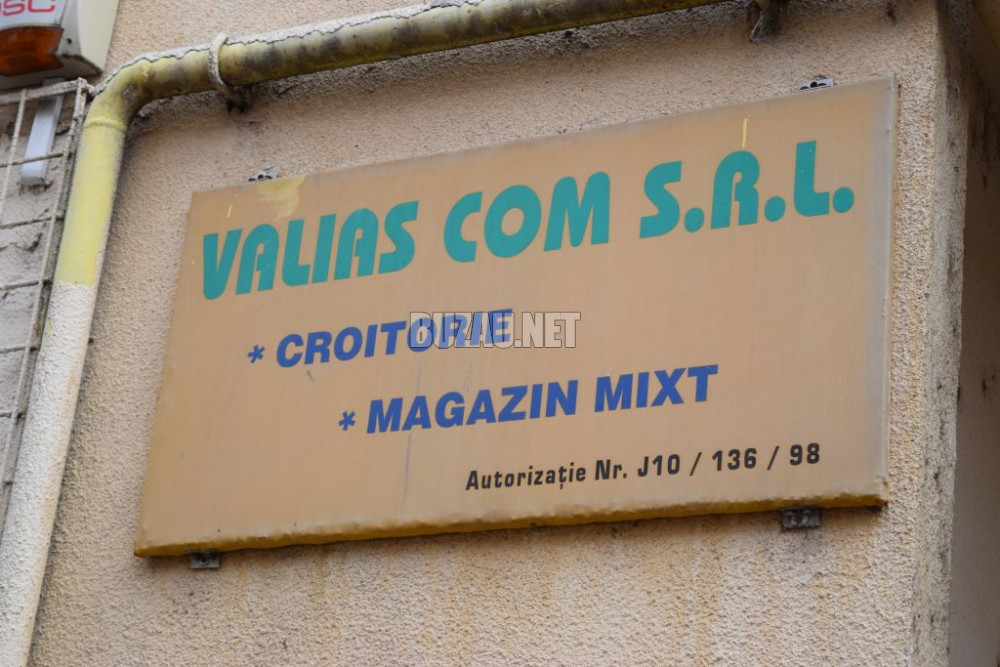 VALIAS COM S.R.L.
* CROITORIE
BUZAU.NET
* MAGAZIN MIXT
Autorizație Nr. J10 / 136 / 98